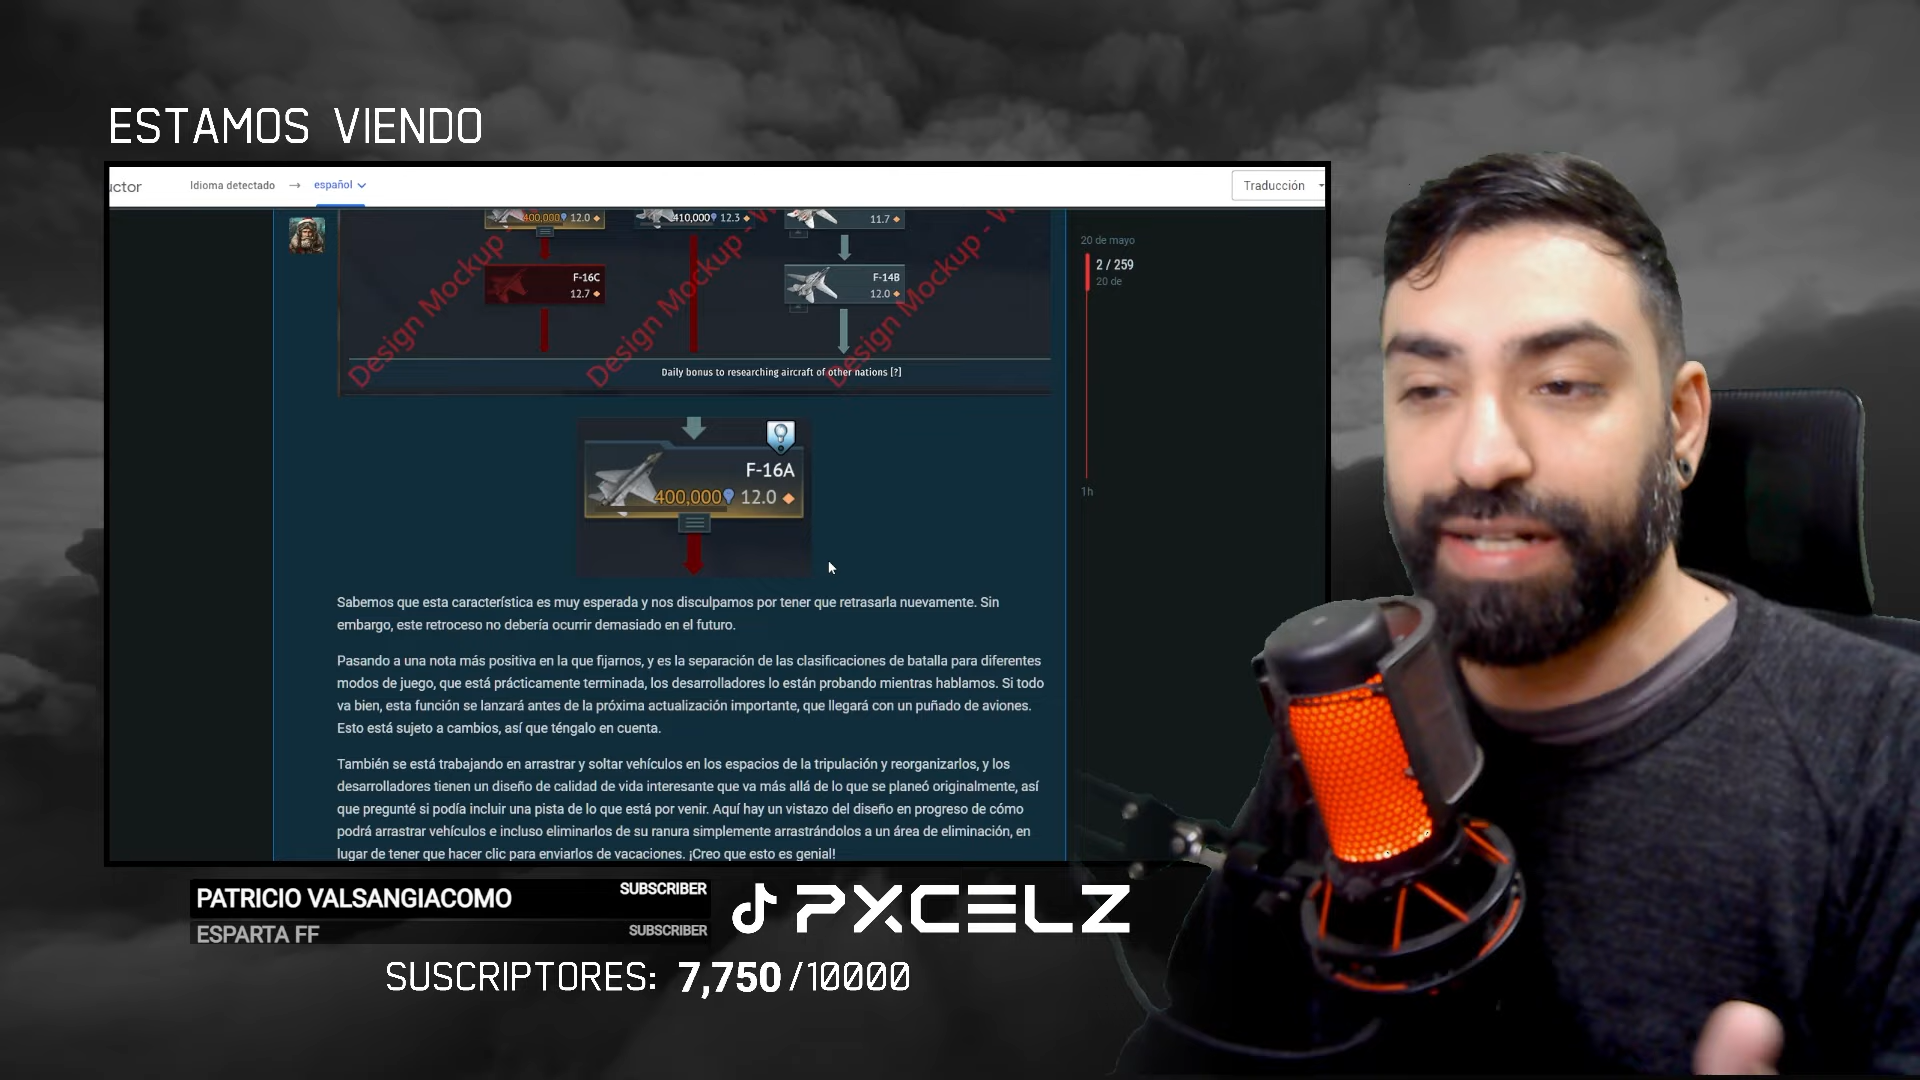 ESTAMOS VIENDO
uctor
Idioma detectado → español
Traducción
400,000 12.0
410,000 12.3
11.7
F-16C
12.7
F-14B
12.0
Design Mockup
Design Mockup - W
Design Mockup - W
Daily bonus to researching aircraft of other nations [?]
20 de mayo
2 / 259
20 de
1h
F-16A
400,000 12.0
Sabemos que esta característica es muy esperada y nos disculpamos por tener que retrasarla nuevamente. Sin
embargo, este retroceso no debería ocurrir demasiado en el futuro.
Pasando a una nota más positiva en la que fijarnos, y es la separación de las clasificaciones de batalla para diferentes
modos de juego, que está prácticamente terminada, los desarrolladores lo están probando mientras hablamos. Si todo
va bien, esta función se lanzará antes de la próxima actualización importante, que llegará con un puñado de aviones.
Esto está sujeto a cambios, así que téngalo en cuenta.
También se está trabajando en arrastrar y soltar vehículos en los espacios de la tripulación y reorganizarlos, y los
desarrolladores tienen un diseño de calidad de vida interesante que va más allá de lo que se planeó originalmente, así
que pregunté si podía incluir una pista de lo que está por venir. Aquí hay un vistazo del diseño en progreso de cómo
podrá arrastrar vehículos e incluso eliminarlos de su ranura simplemente arrastrándolos a un área de eliminación, en
lugar de tener que hacer clic para enviarlos de vacaciones. ¡Creo que esto es genial!
PATRICIO VALSANGIACOMO SUBSCRIBER
ESPARTA FF SUBSCRIBER
PXCELZ
SUSCRIPTORES: 7,750/10000